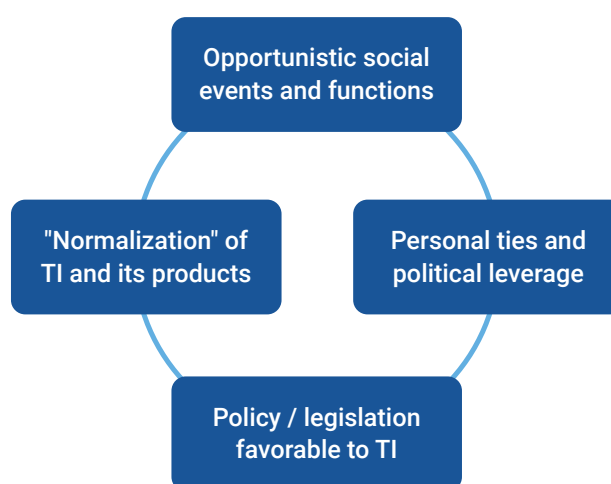 Opportunistic social
events and functions
"Normalization" of
TI and its products
Personal ties and
political leverage
Policy / legislation
favorable to TI